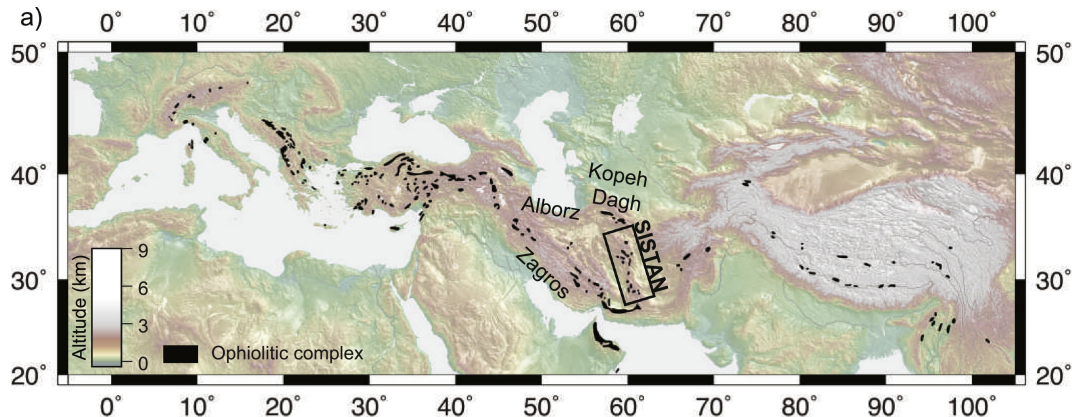 a)
0° 10° 20° 30° 40° 50° 60° 70° 80° 90° 100°
50° 50°
40° 40°
30° 30°
20° 20°
Kopeh
Dagh
Alborz
SISTAN
Zagros
Altitude (km)
9
6
3
0
Ophiolitic complex
0° 10° 20° 30° 40° 50° 60° 70° 80° 90° 100°